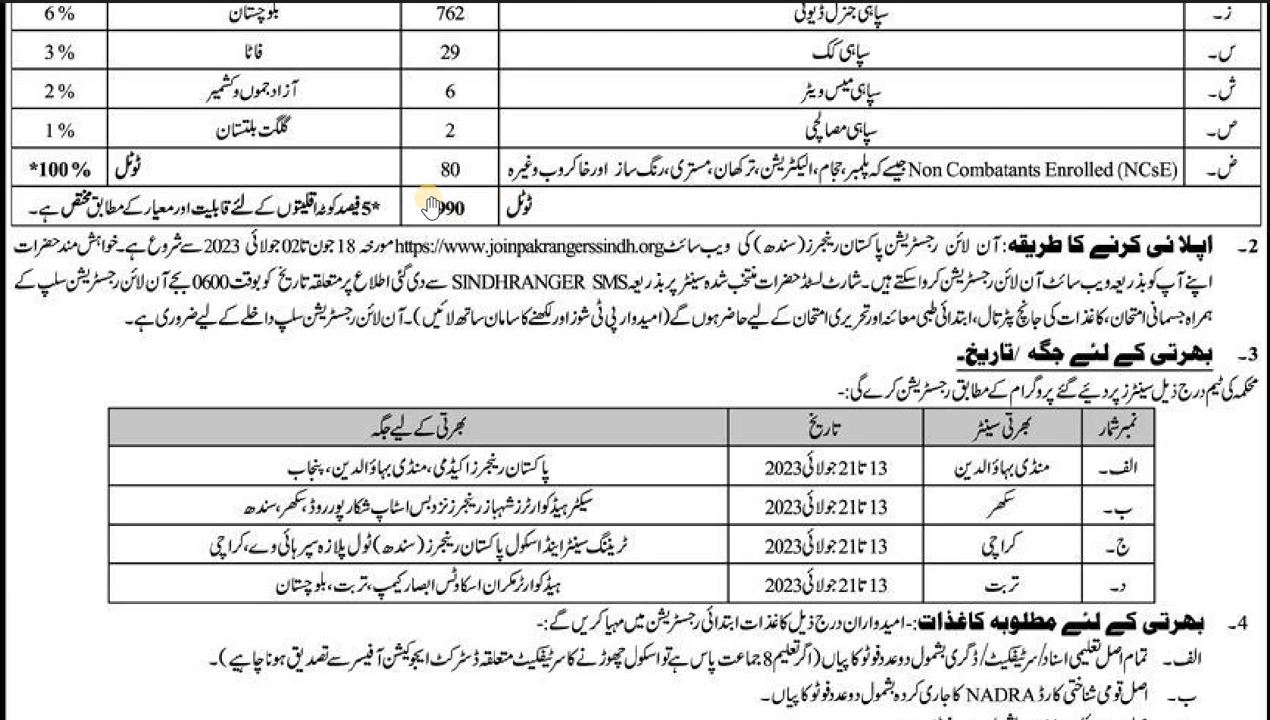 ز۔ سپاہی جنرل ڈیوٹی 762 بلوچستان 6%
س۔ سپاہی کک 29 فاٹا 3%
ش۔ سپاہی میس ویٹر 6 آزاد جموں و کشمیر 2%
ص۔ سپاہی مصالچی 2 گلگت بلتستان 1%
ض۔ Non Combatants Enrolled (NCsE) جیسے کہ پلمبر، حجام، الیکٹریشن، ترکھان، مستری، رنگ ساز اور خاکروب وغیرہ 80 ٹوٹل 100%*
ٹوٹل 990 *5 فیصد کوٹہ اقلیتوں کے لئے قابلیت اور معیار کے مطابق مختص ہے۔
2۔ اپلائی کرنے کا طریقہ: آن لائن رجسٹریشن پاکستان رینجرز (سندھ) کی ویب سائٹ https://www.joinpakrangerssindh.org مورخہ 18 جون تا 02 جولائی 2023 سے شروع ہے۔ خواہش مند حضرات
اپنے آپ کو بذریعہ ویب سائٹ آن لائن رجسٹریشن کروا سکتے ہیں۔ شارٹ لسٹڈ حضرات منتخب شدہ سینٹر پر بذریعہ SINDHRANGER SMS سے دی گئی اطلاع پر متعلقہ تاریخ کو بوقت 0600 بجے آن لائن رجسٹریشن سلپ کے
ہمراہ جسمانی امتحان، کاغذات کی جانچ پڑتال، ابتدائی طبی معائنہ اور تحریری امتحان کے لیے حاضر ہوں گے (امیدوار پی ٹی شوز اور لکھنے کا سامان ساتھ لائیں)۔ آن لائن رجسٹریشن سلپ داخلے کے لیے ضروری ہے۔
3۔ بھرتی کے لئے جگہ / تاریخ۔
محکمہ کی ٹیم درج ذیل سینٹرز پر دیئے گئے پروگرام کے مطابق رجسٹریشن کرے گی:-
نمبر شمار بھرتی سینٹر تاریخ بھرتی کے لیے جگہ
الف۔ منڈی بہاؤالدین 13 تا 21 جولائی 2023 پاکستان رینجرز اکیڈمی، منڈی بہاؤالدین، پنجاب
ب۔ سکھر 13 تا 21 جولائی 2023 سیکٹر ہیڈ کوارٹرز شہباز رینجرز نزد بس اسٹاپ شکار پور روڈ، سکھر، سندھ
ج۔ کراچی 13 تا 21 جولائی 2023 ٹریننگ سینٹر اینڈ اسکول پاکستان رینجرز (سندھ) ٹول پلازہ سپر ہائی وے، کراچی
د۔ تربت 13 تا 21 جولائی 2023 ہیڈ کوارٹر مکران اسکاوٹس ابصار کیمپ، تربت، بلوچستان
4۔ بھرتی کے لئے مطلوبہ کاغذات:- امیدواران درج ذیل کاغذات ابتدائی رجسٹریشن میں مہیا کریں گے:-
الف۔ تمام اصل تعلیمی اسناد/ سرٹیفکیٹ/ ڈگری بشمول دو عدد فوٹو کاپیاں (اگر تعلیم 8 جماعت پاس ہے تو اسکول چھوڑنے کا سرٹیفکیٹ متعلقہ ڈسٹرکٹ ایجوکیشن آفیسر سے تصدیق ہونا چاہیے)۔
ب۔ اصل قومی شناختی کارڈ NADRA کا جاری کردہ بشمول دو عدد فوٹو کاپیاں۔